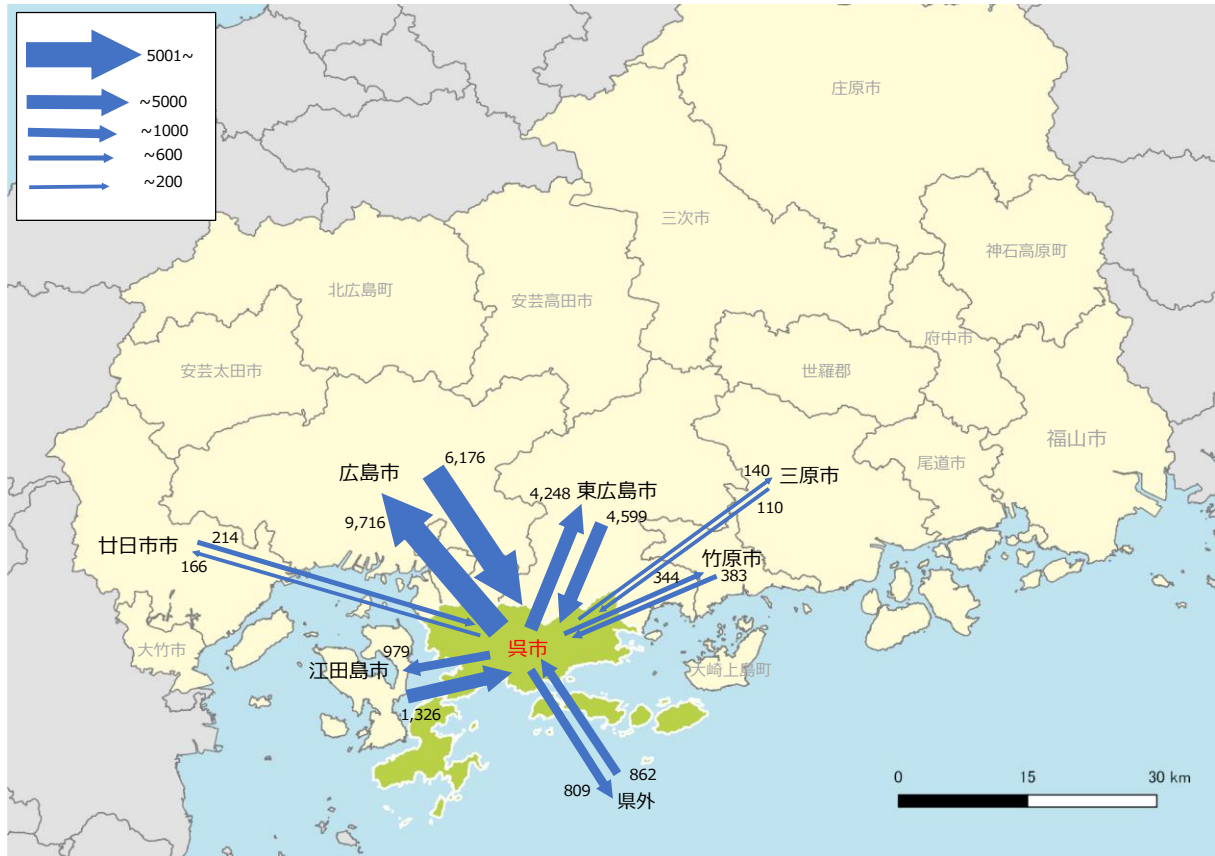 5001~
~5000
~1000
~600
~200
庄原市
三次市
神石高原町
北広島町
安芸高田市
府中市
安芸太田市
世羅郡
福山市
6,176
広島市
140
三原市
尾道市
4,248
東広島市
110
9,716
4,599
214
廿日市市
竹原市
166
344
383
呉市
大竹市
979
江田島市
大崎上島町
1,326
862
809
県外
0
15
30 km